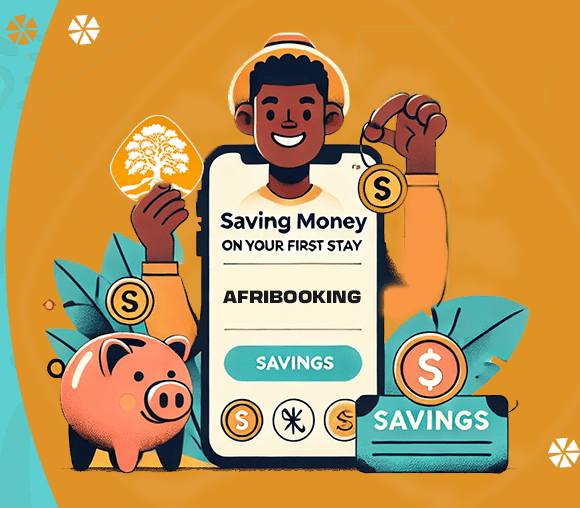 Saving Money
ON YOUR FIRST STAY
AFRIBOOKING
SAVINGS
$
$
$
$
$
SAVINGS